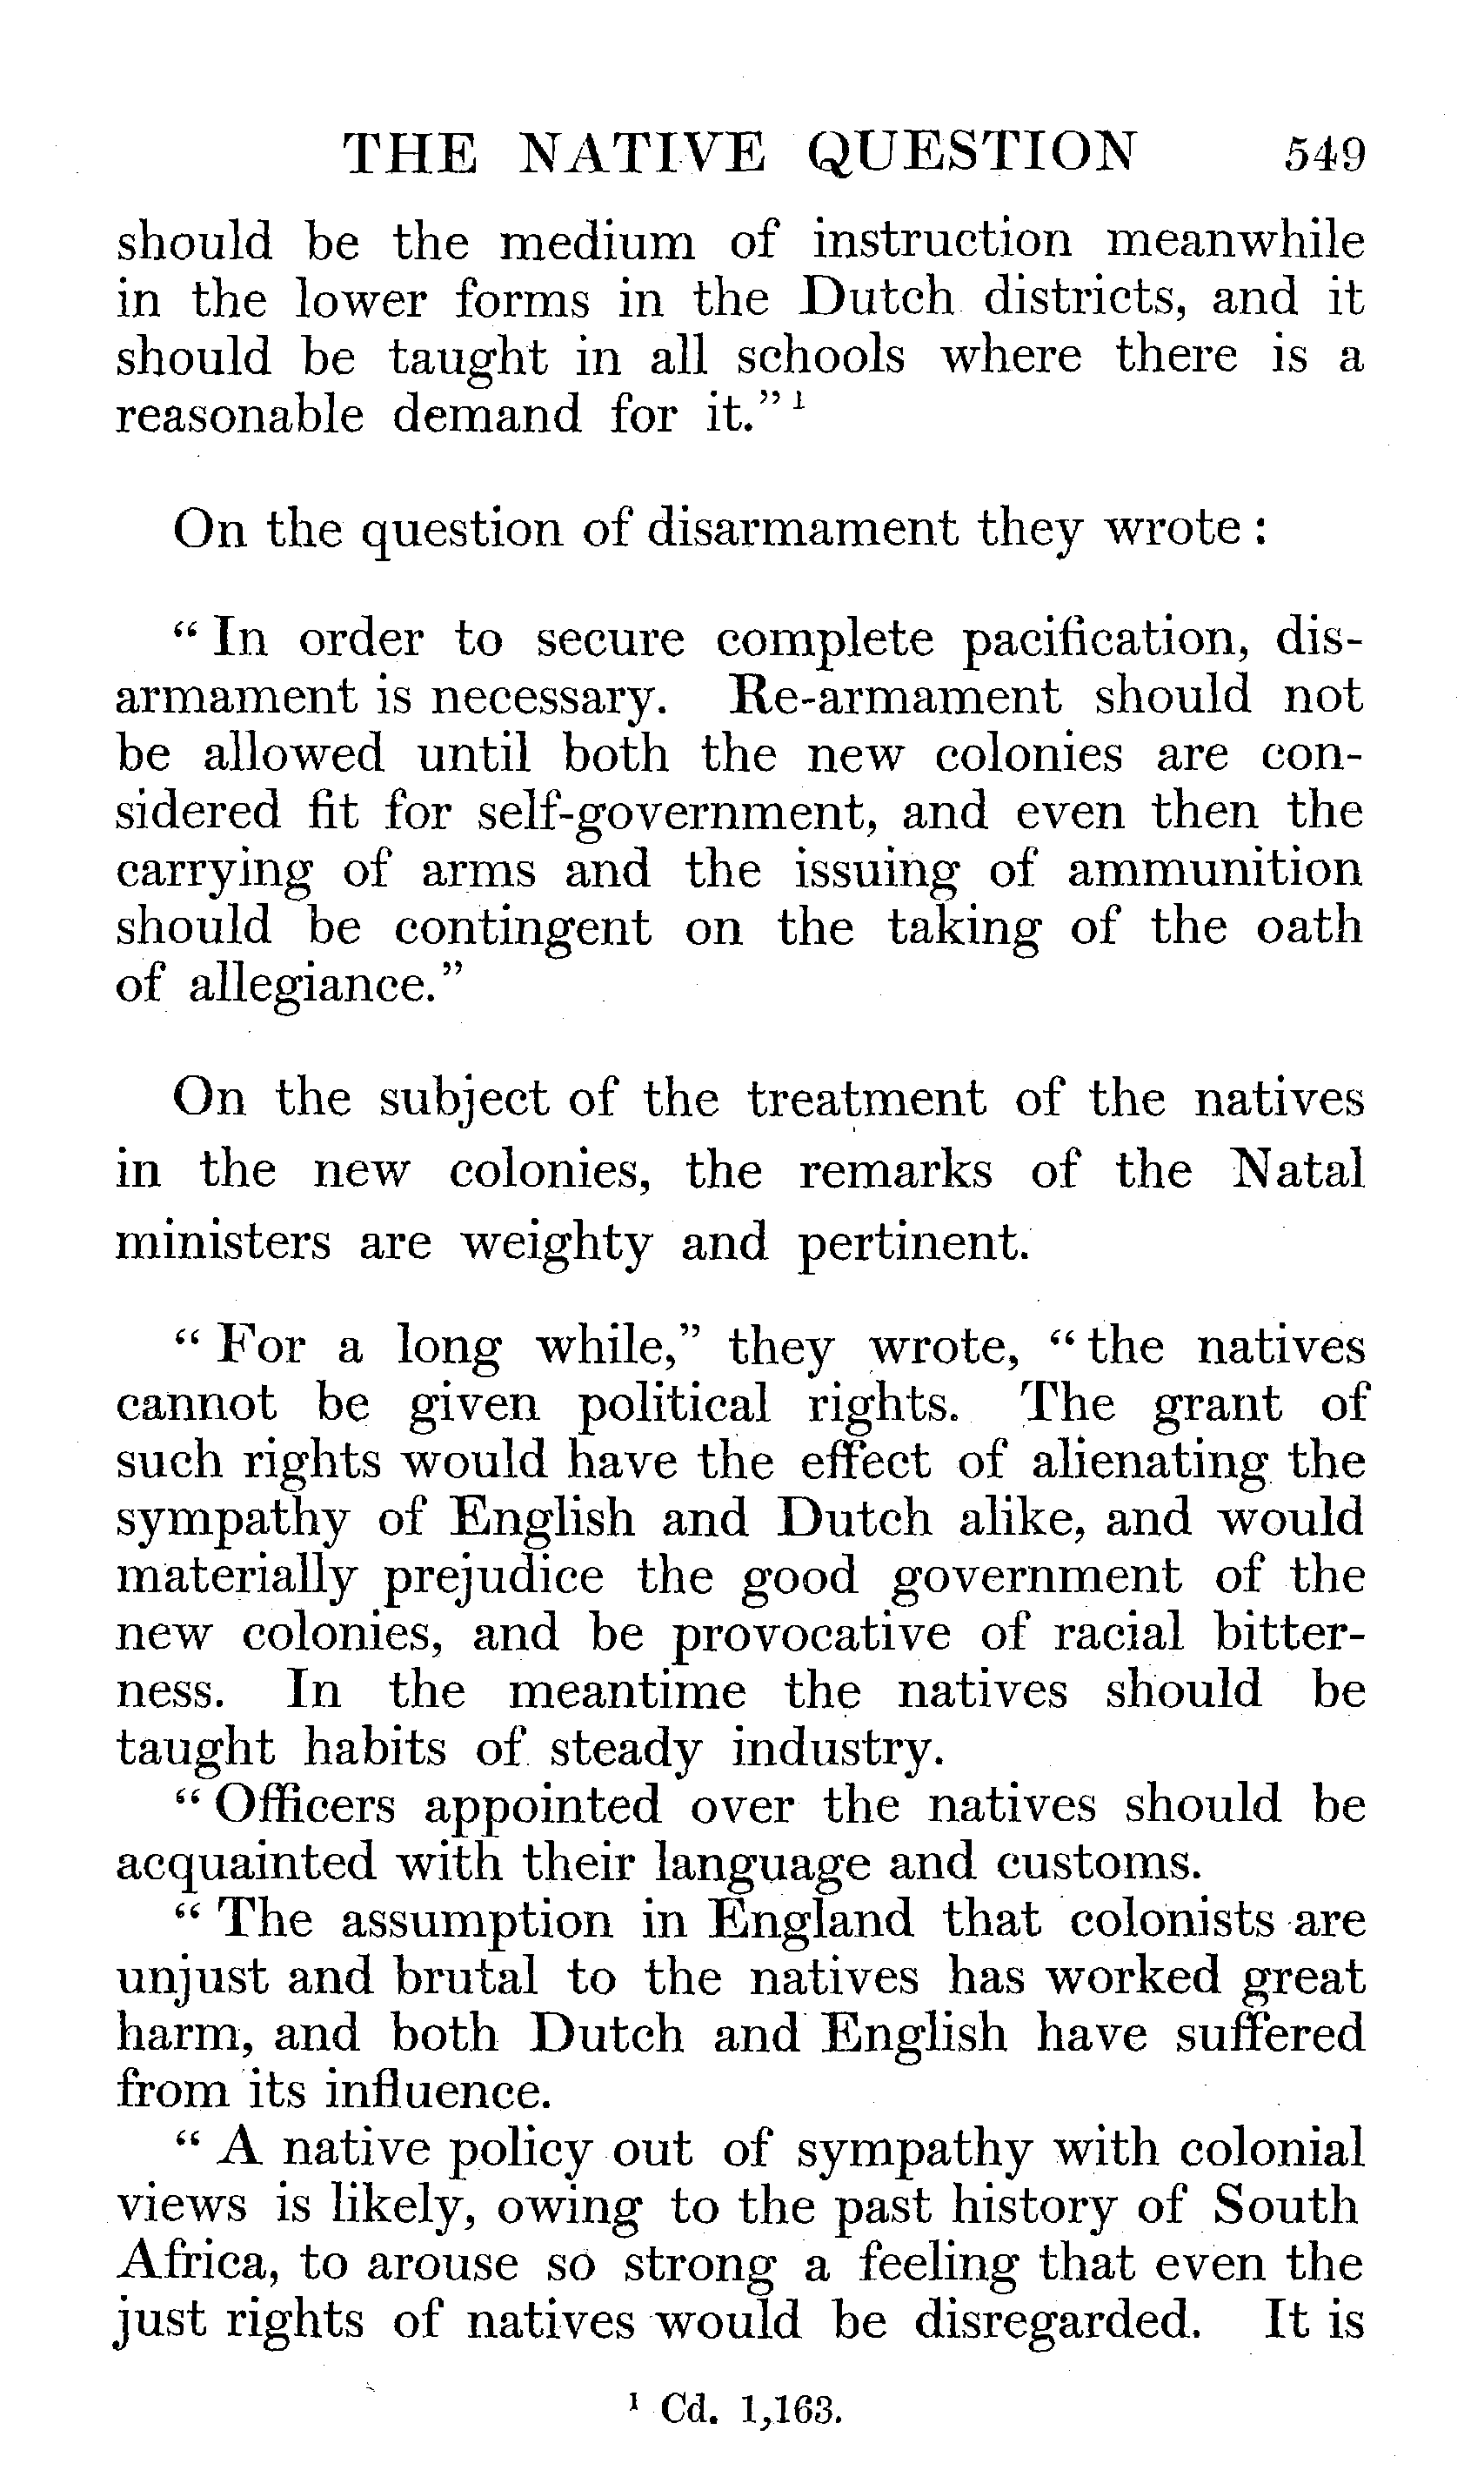 THE NATIVE QUESTION 549
should be the medium of instruction meanwhile
in the lower forms in the Dutch districts, and it
should be taught in all schools where there is a
reasonable demand for it." ¹
On the question of disarmament they wrote :
" In order to secure complete pacification, dis-
armament is necessary. Re-armament should not
be allowed until both the new colonies are con-
sidered fit for self-government, and even then the
carrying of arms and the issuing of ammunition
should be contingent on the taking of the oath
of allegiance."
On the subject of the treatment of the natives
in the new colonies, the remarks of the Natal
ministers are weighty and pertinent.
" For a long while," they wrote, " the natives
cannot be given political rights. The grant of
such rights would have the effect of alienating the
sympathy of English and Dutch alike, and would
materially prejudice the good government of the
new colonies, and be provocative of racial bitter-
ness. In the meantime the natives should be
taught habits of steady industry.
" Officers appointed over the natives should be
acquainted with their language and customs.
" The assumption in England that colonists are
unjust and brutal to the natives has worked great
harm, and both Dutch and English have suffered
from its influence.
" A native policy out of sympathy with colonial
views is likely, owing to the past history of South
Africa, to arouse so strong a feeling that even the
just rights of natives would be disregarded. It is
¹ Cd. 1,163.